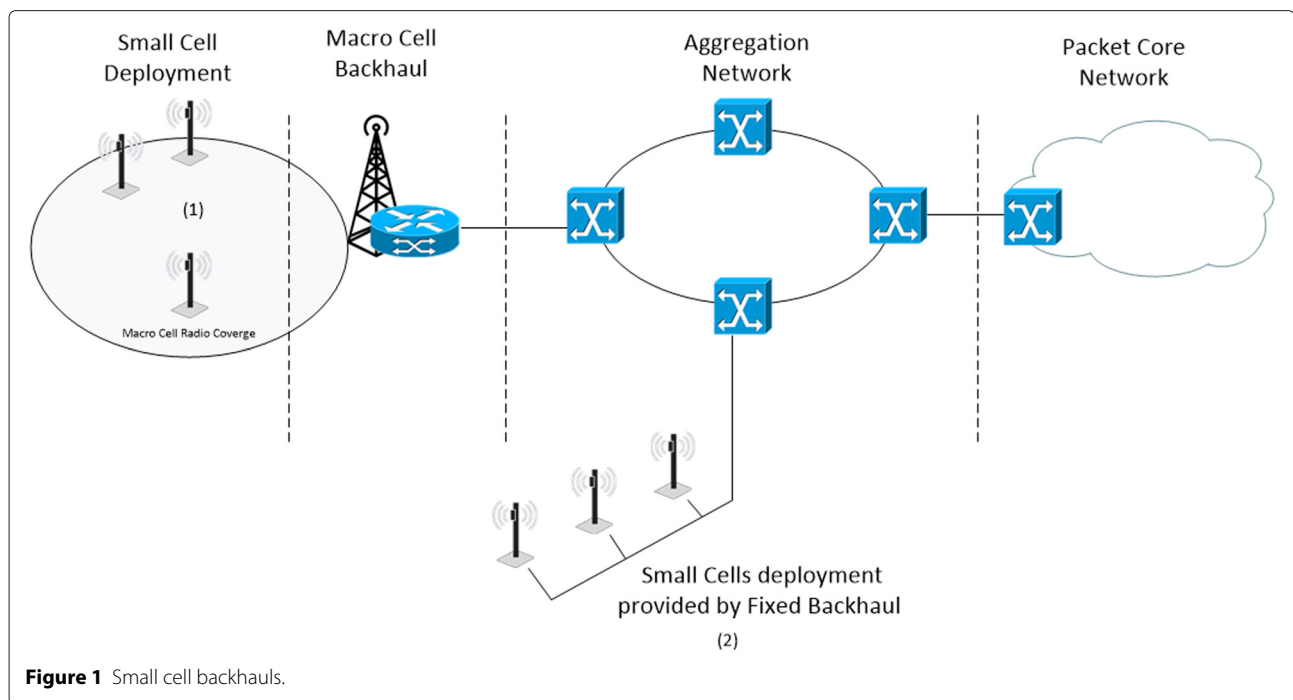 Small Cell
Deployment
Macro Cell
Backhaul
Aggregation
Network
Packet Core
Network
(1)
Macro Cell Radio Coverge
Small Cells deployment
provided by Fixed Backhaul
(2)
Figure 1 Small cell backhauls.